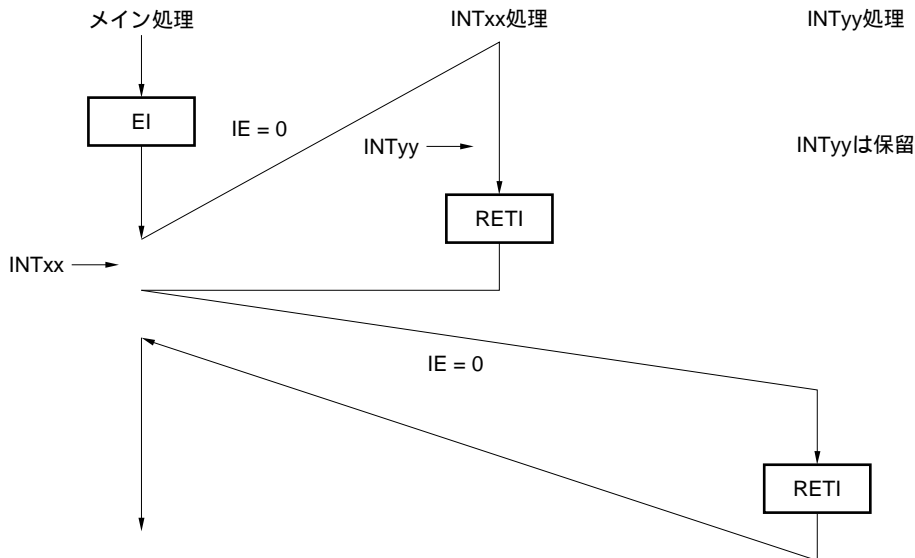 メイン処理
INTxx処理
INTyy処理
EI
IE = 0
INTyy
INTyyは保留
RETI
INTxx
IE = 0
RETI